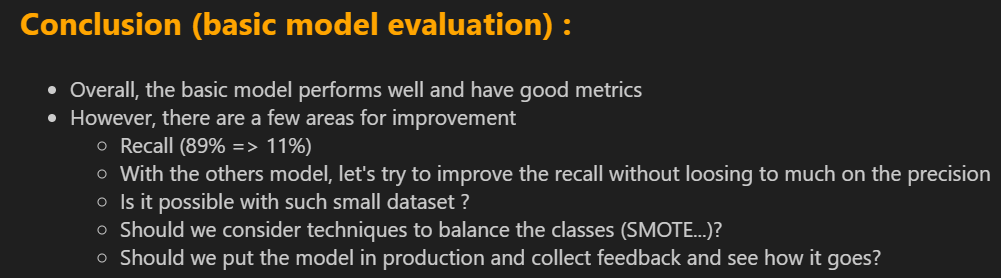 Conclusion (basic model evaluation) :
Overall, the basic model performs well and have good metrics
However, there are a few areas for improvement
Recall (89% => 11%)
With the others model, let's try to improve the recall without loosing to much on the precision
Is it possible with such small dataset ?
Should we consider techniques to balance the classes (SMOTE...)?
Should we put the model in production and collect feedback and see how it goes?